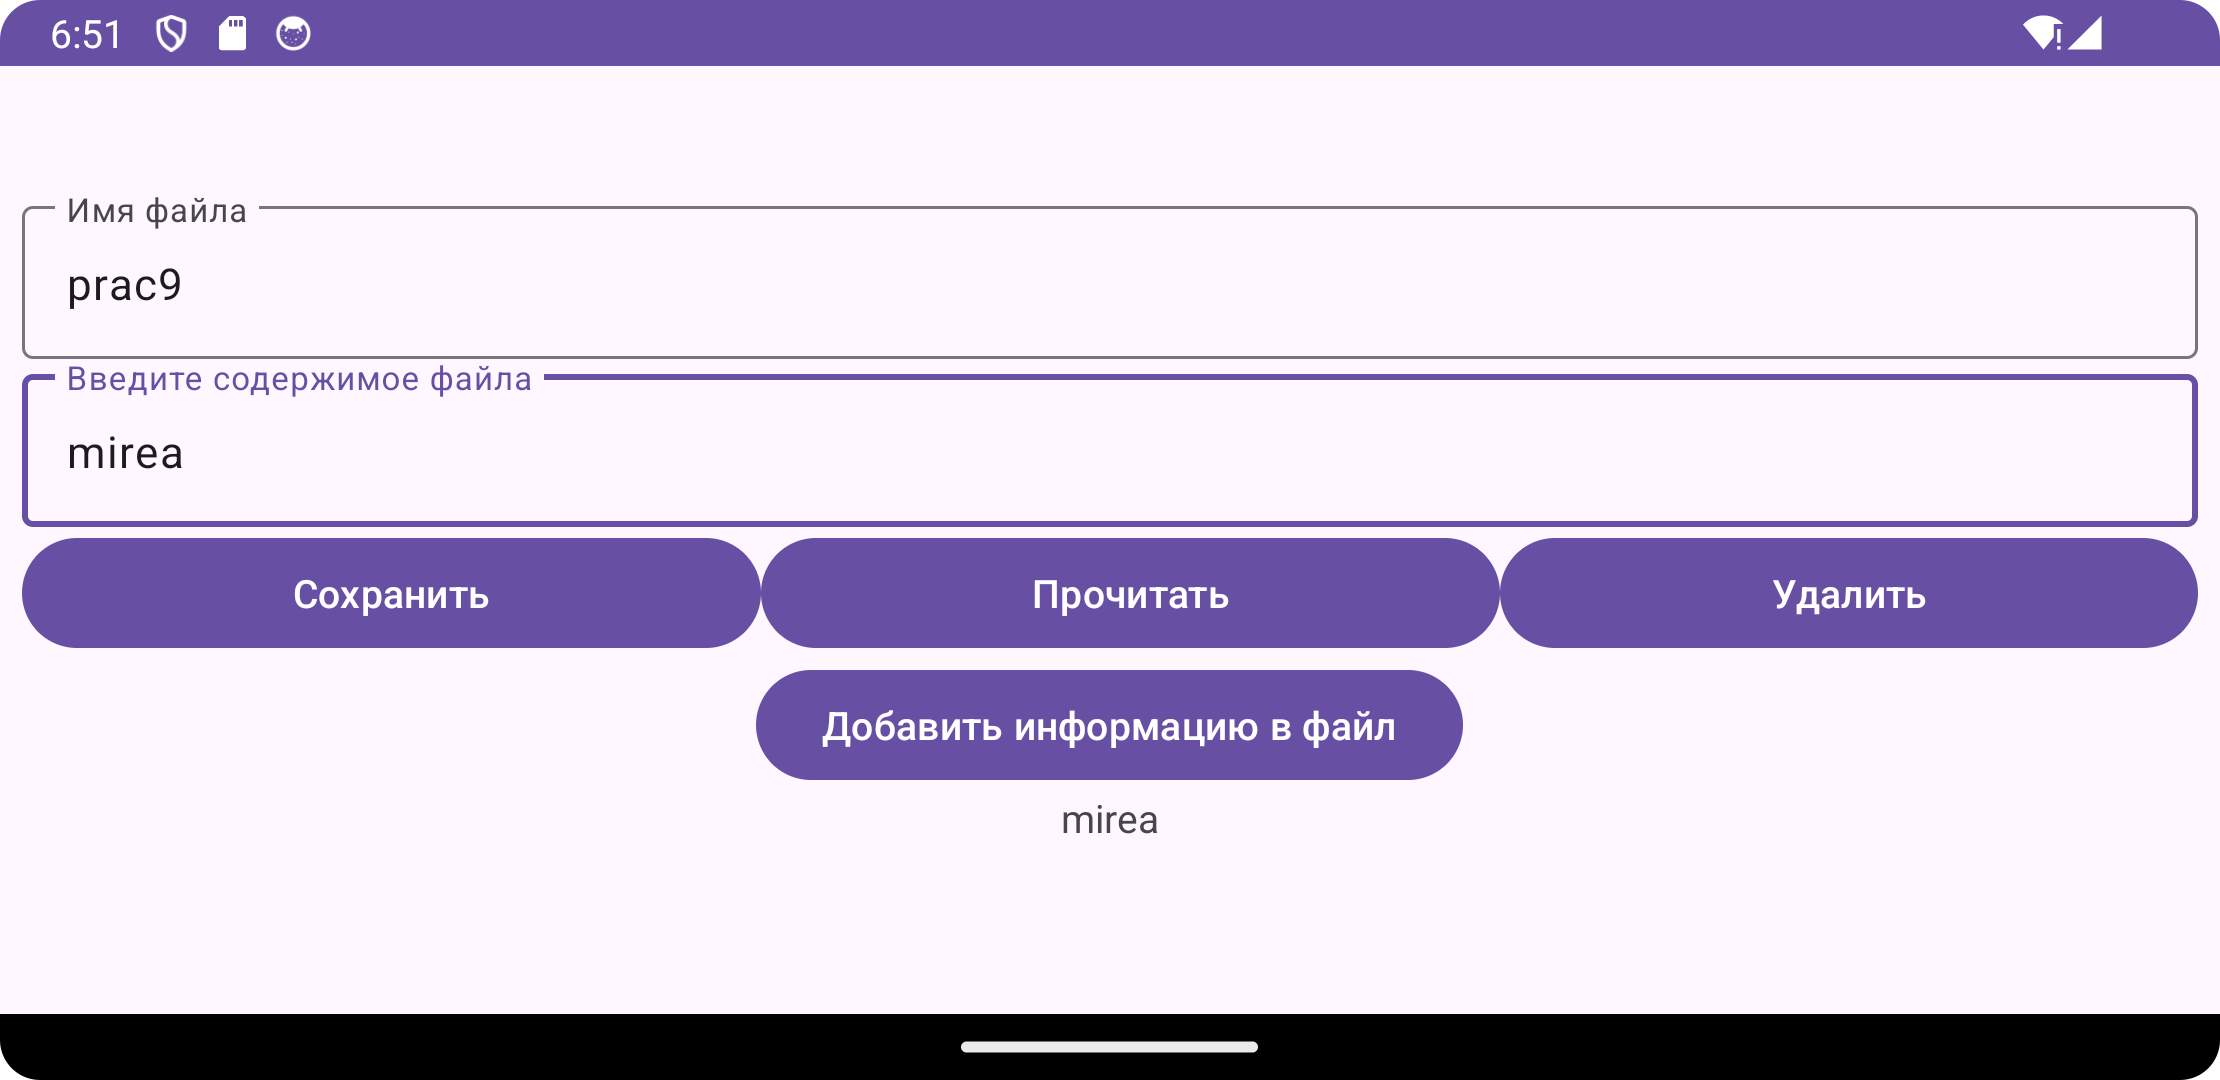 6:51
Имя файла
prac9
Введите содержимое файла
mirea
Сохранить Прочитать Удалить
Добавить информацию в файл
mirea